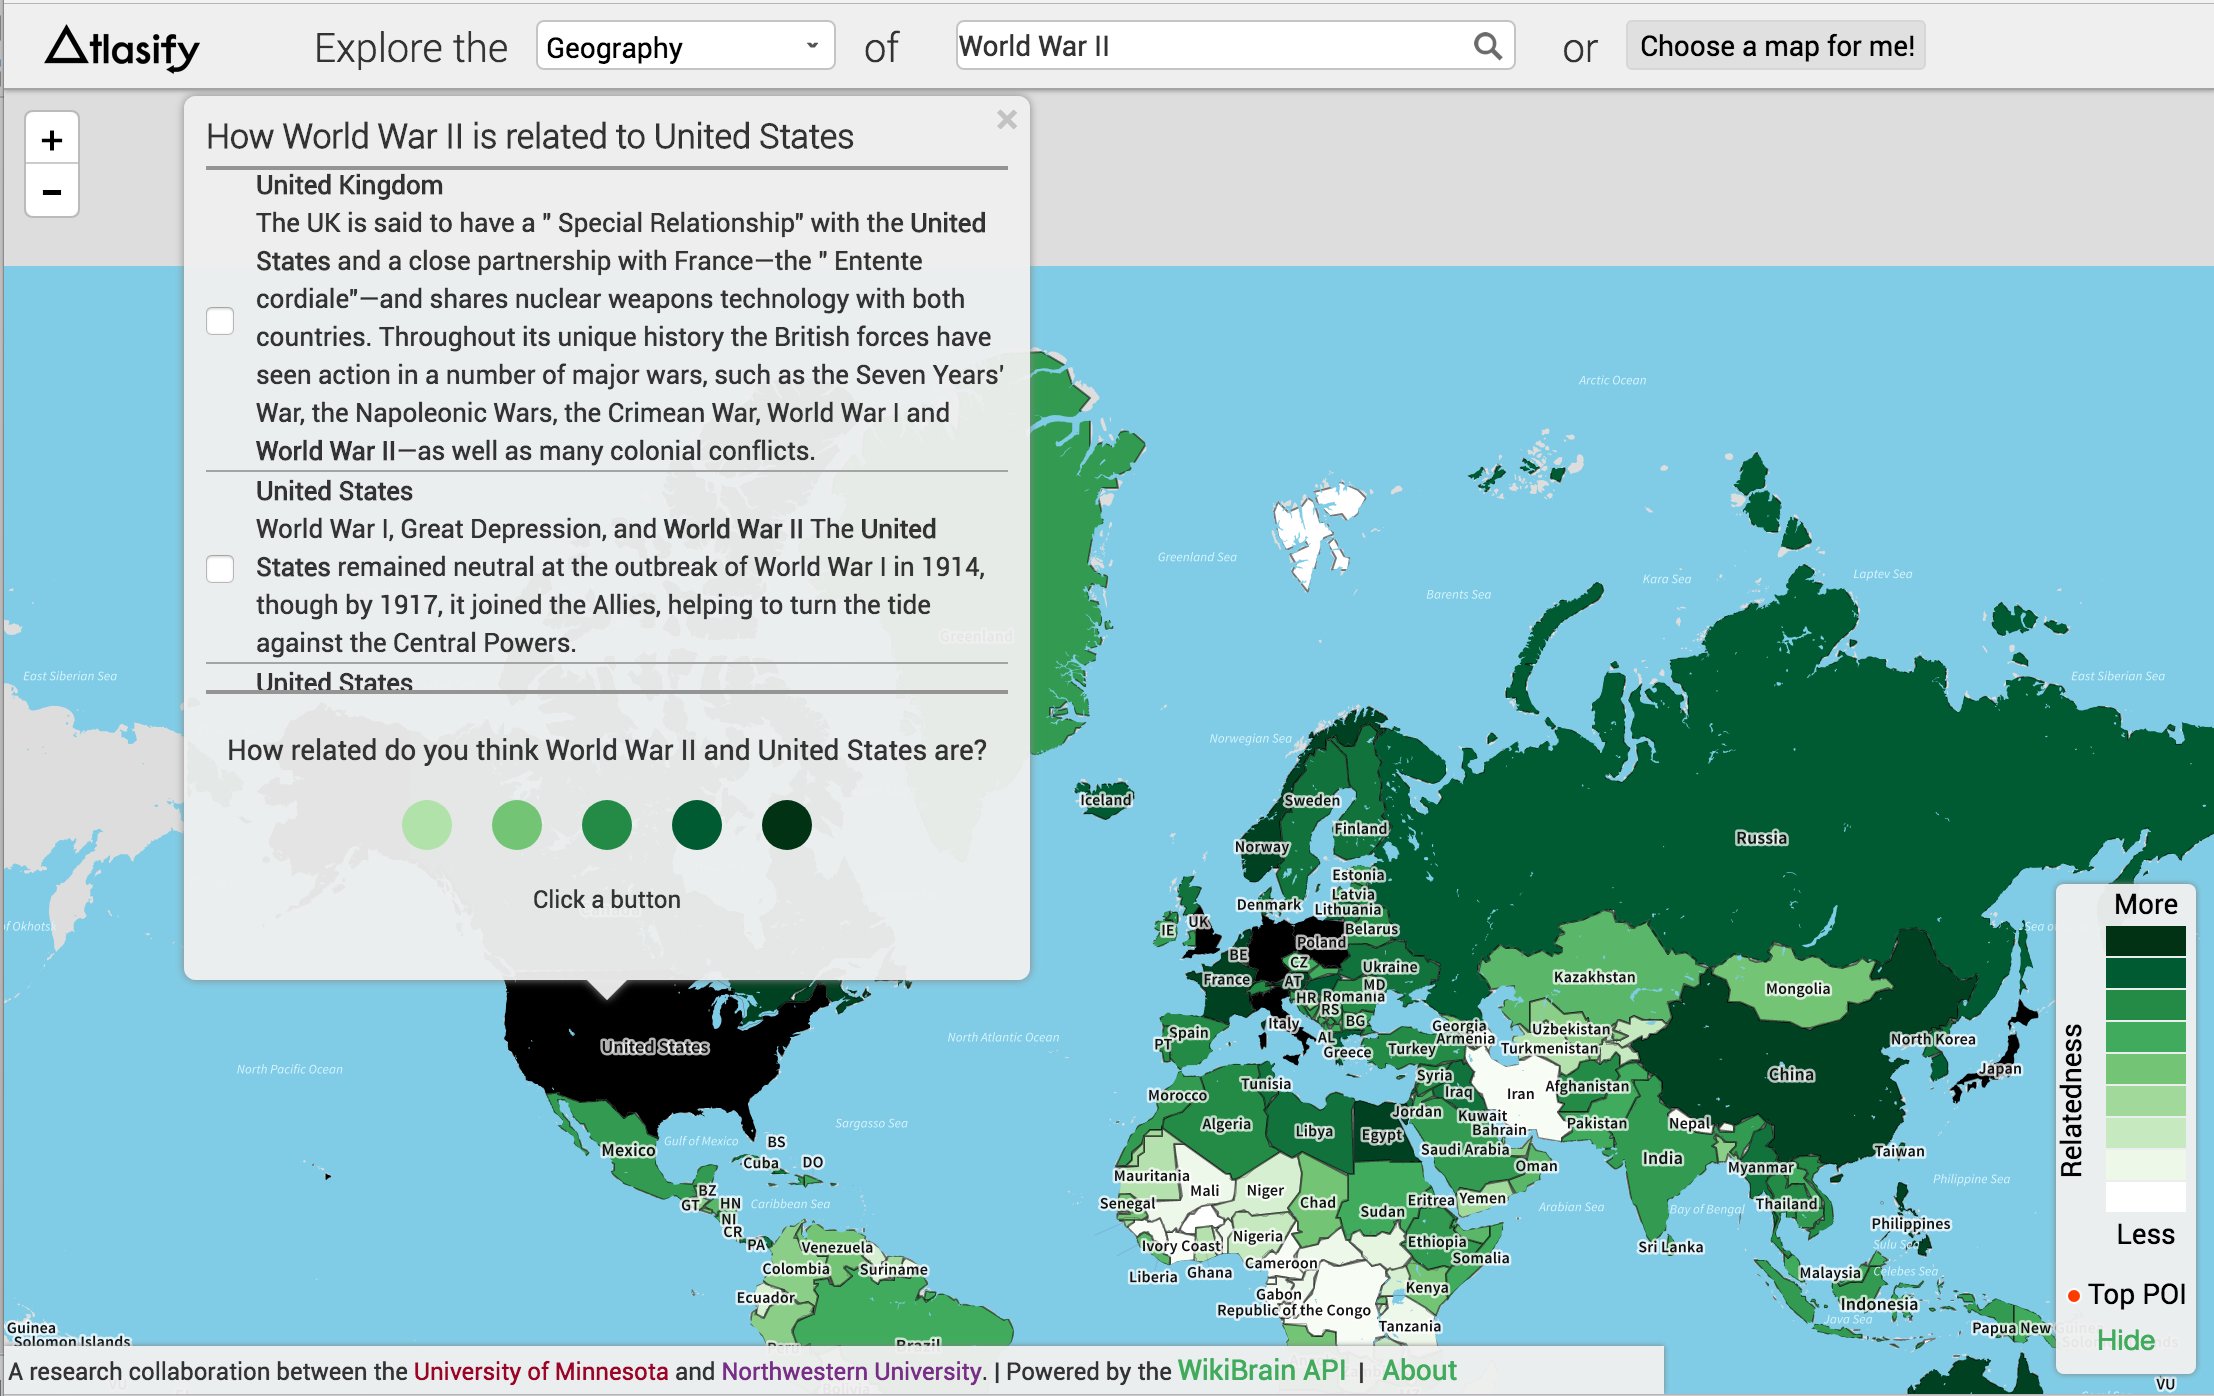 Atlasify
Explore the
Geography
of
World War II
or
Choose a map for me!
+
−
×
How World War II is related to United States
United Kingdom
The UK is said to have a " Special Relationship" with the United
States and a close partnership with France—the " Entente
cordiale"—and shares nuclear weapons technology with both
countries. Throughout its unique history the British forces have
seen action in a number of major wars, such as the Seven Years'
War, the Napoleonic Wars, the Crimean War, World War I and
World War II—as well as many colonial conflicts.
United States
World War I, Great Depression, and World War II The United
States remained neutral at the outbreak of World War I in 1914,
though by 1917, it joined the Allies, helping to turn the tide
against the Central Powers.
United States
How related do you think World War II and United States are?
Click a button
Arctic Ocean
Greenland Sea
Barents Sea
Kara Sea
Laptev Sea
Greenland
East Siberian Sea
East Siberian Sea
Norwegian Sea
Iceland
Sweden
Finland
Norway
Russia
Estonia
Latvia
Denmark
Lithuania
UK
IE
Belarus
Poland
BE
CZ
Ukraine
France
AT
MD
HR
Romania
RS
BG
Italy
Spain
PT
AL
Greece
Georgia
Armenia
Turkey
Kazakhstan
Mongolia
Uzbekistan
Turkmenistan
North Korea
Japan
China
of Okhots
North Atlantic Ocean
North Pacific Ocean
United States
Tunisia
Morocco
Syria
Iraq
Iran
Afghanistan
Algeria
Libya
Egypt
Jordan
Kuwait
Bahrain
Pakistan
Nepal
Sargasso Sea
Gulf of Mexico
BS
Mexico
Cuba
DO
Saudi Arabia
Oman
India
Myanmar
Taiwan
Mauritania
Mali
Niger
Chad
Sudan
Eritrea
Yemen
Arabian Sea
Bay of Bengal
Thailand
Philippine Sea
BZ
GT
HN
NI
CR
PA
Caribbean Sea
Senegal
Ivory Coast
Nigeria
Ethiopia
Somalia
Sri Lanka
Philippines
Sulu Sea
Venezuela
Colombia
Suriname
Liberia
Ghana
Cameroon
Malaysia
Celebes Sea
Ecuador
Gabon
Republic of the Congo
Kenya
Tanzania
Indonesia
Java Sea
Papua New Guinea
Guinea
Solomon Islands
Brazil
Peru
Bolivia
VU
More
Relatedness
Less
Top POI
Hide
A research collaboration between the University of Minnesota and Northwestern University. | Powered by the WikiBrain API | About